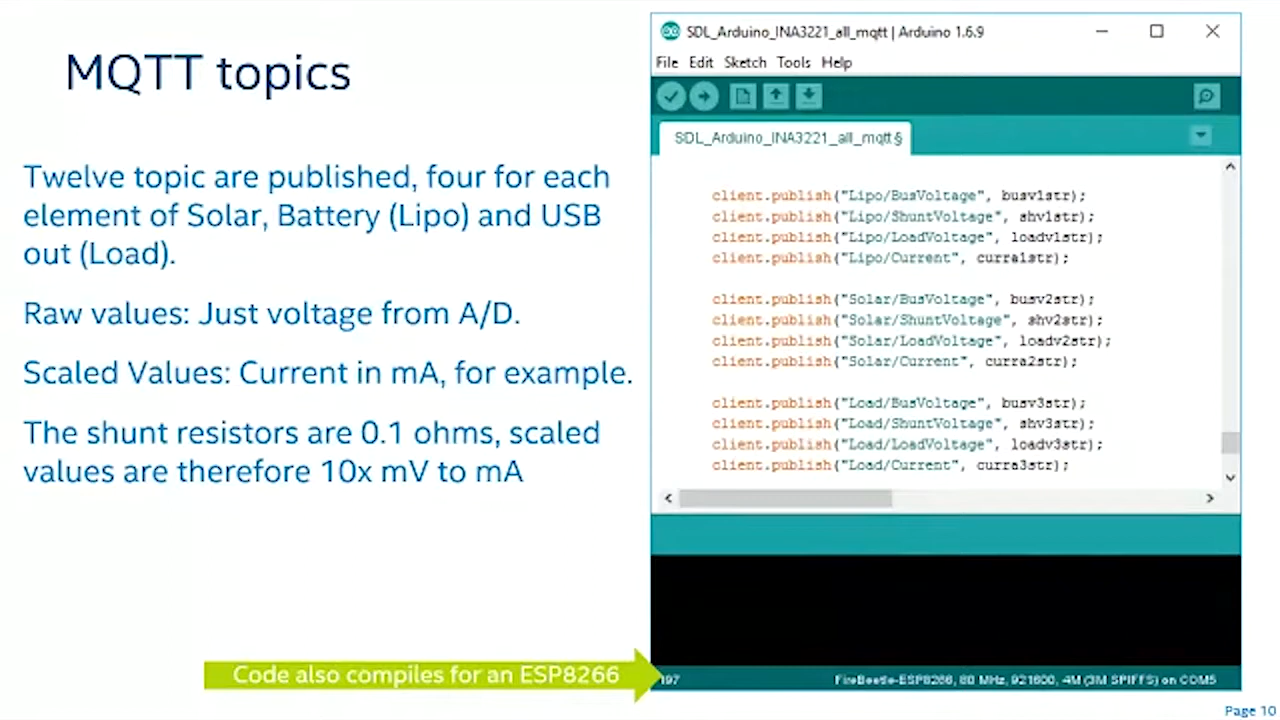 MQTT topics
Twelve topic are published, four for each
element of Solar, Battery (Lipo) and USB
out (Load).
Raw values: Just voltage from A/D.
Scaled Values: Current in mA, for example.
The shunt resistors are 0.1 ohms, scaled
values are therefore 10x mV to mA
Code also compiles for an ESP8266
SDL_Arduino_INA3221_all_mqtt | Arduino 1.6.9
File Edit Sketch Tools Help
SDL_Arduino_INA3221_all_mqtt§
client.publish("Lipo/BusVoltage", busv1str);
client.publish("Lipo/ShuntVoltage", shv1str);
client.publish("Lipo/LoadVoltage", loadv1str);
client.publish("Lipo/Current", curra1str);
client.publish("Solar/BusVoltage", busv2str);
client.publish("Solar/ShuntVoltage", shv2str);
client.publish("Solar/LoadVoltage", loadv2str);
client.publish("Solar/Current", curra2str);
client.publish("Load/BusVoltage", busv3str);
client.publish("Load/ShuntVoltage", shv3str);
client.publish("Load/LoadVoltage", loadv3str);
client.publish("Load/Current", curra3str);
197 FireBeetle-ESP8266, 80 MHz, 921600, 4M (3M SPIFFS) on COM5
Page 10